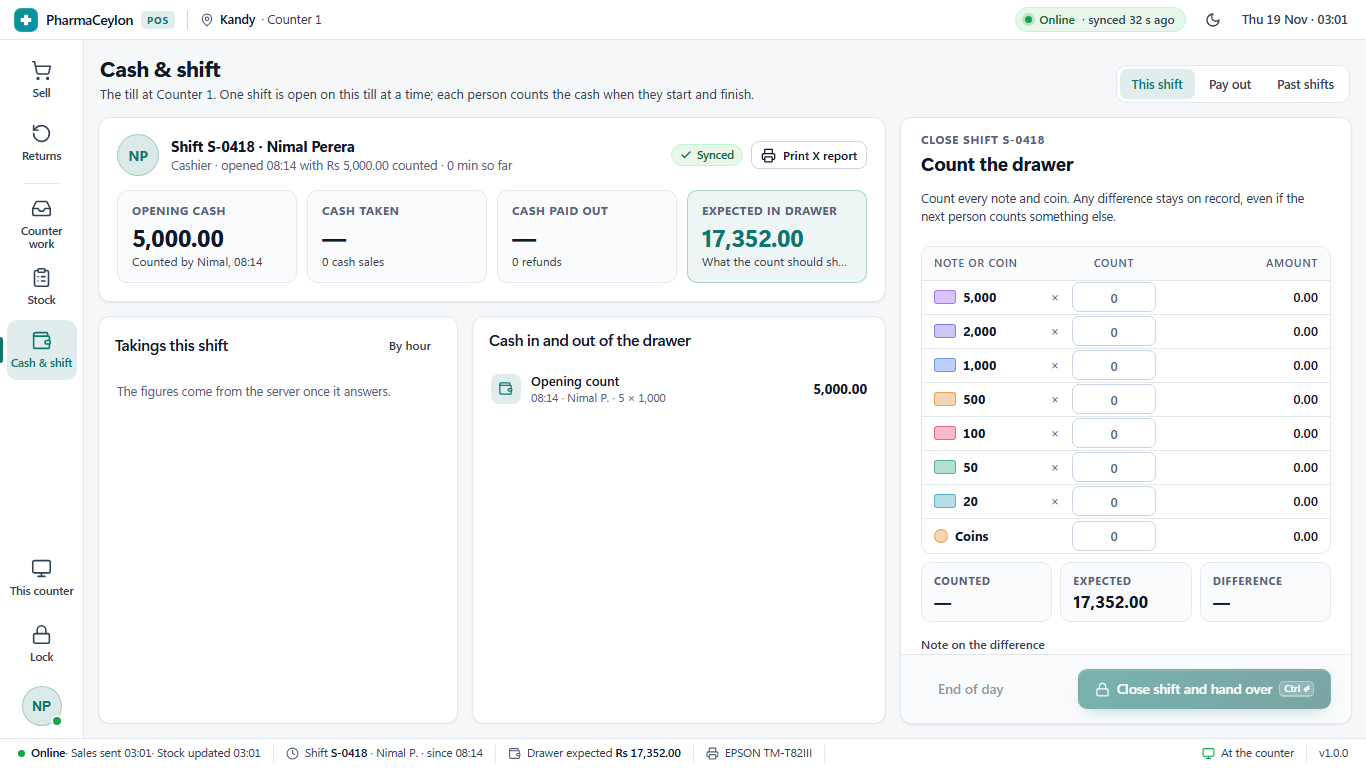 PharmaCeylon POS Kandy · Counter 1 Online · synced 32 s ago Thu 19 Nov · 03:01
Sell
Returns
Counter work
Stock
Cash & shift
This counter
Lock
NP
Cash & shift
The till at Counter 1. One shift is open on this till at a time; each person counts the cash when they start and finish.
This shift Pay out Past shifts
NP
Shift S-0418 · Nimal Perera
Cashier · opened 08:14 with Rs 5,000.00 counted · 0 min so far
Synced Print X report
OPENING CASH
5,000.00
Counted by Nimal, 08:14
CASH TAKEN
—
0 cash sales
CASH PAID OUT
—
0 refunds
EXPECTED IN DRAWER
17,352.00
What the count should sh...
Takings this shift By hour
The figures come from the server once it answers.
Cash in and out of the drawer
Opening count
08:14 · Nimal P. · 5 × 1,000
5,000.00
CLOSE SHIFT S-0418
Count the drawer
Count every note and coin. Any difference stays on record, even if the
next person counts something else.
NOTE OR COIN COUNT AMOUNT
5,000 × 0 0.00
2,000 × 0 0.00
1,000 × 0 0.00
500 × 0 0.00
100 × 0 0.00
50 × 0 0.00
20 × 0 0.00
Coins 0 0.00
COUNTED
—
EXPECTED
17,352.00
DIFFERENCE
—
Note on the difference
End of day Close shift and hand over Ctrl ⏎
Online · Sales sent 03:01 · Stock updated 03:01 Shift S-0418 · Nimal P. · since 08:14 Drawer expected Rs 17,352.00 EPSON TM-T82III At the counter v1.0.0